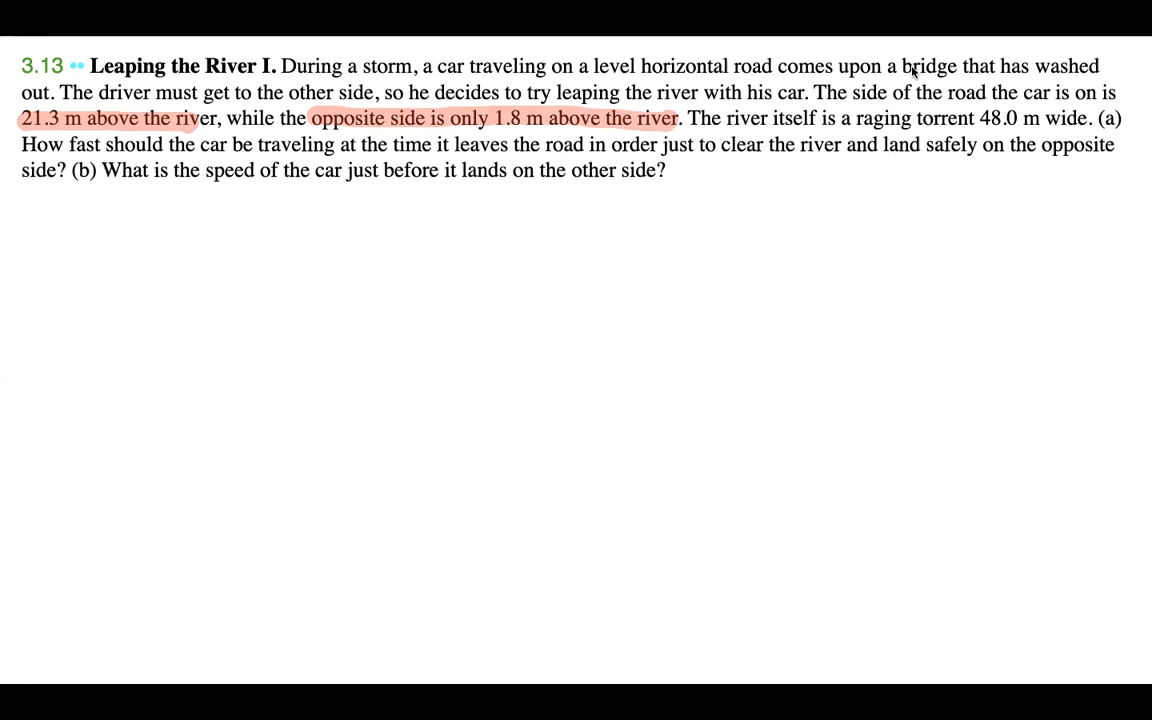 3.13 •• Leaping the River I. During a storm, a car traveling on a level horizontal road comes upon a bridge that has washed
out. The driver must get to the other side, so he decides to try leaping the river with his car. The side of the road the car is on is
21.3 m above the river, while the opposite side is only 1.8 m above the river. The river itself is a raging torrent 48.0 m wide. (a)
How fast should the car be traveling at the time it leaves the road in order just to clear the river and land safely on the opposite
side? (b) What is the speed of the car just before it lands on the other side?